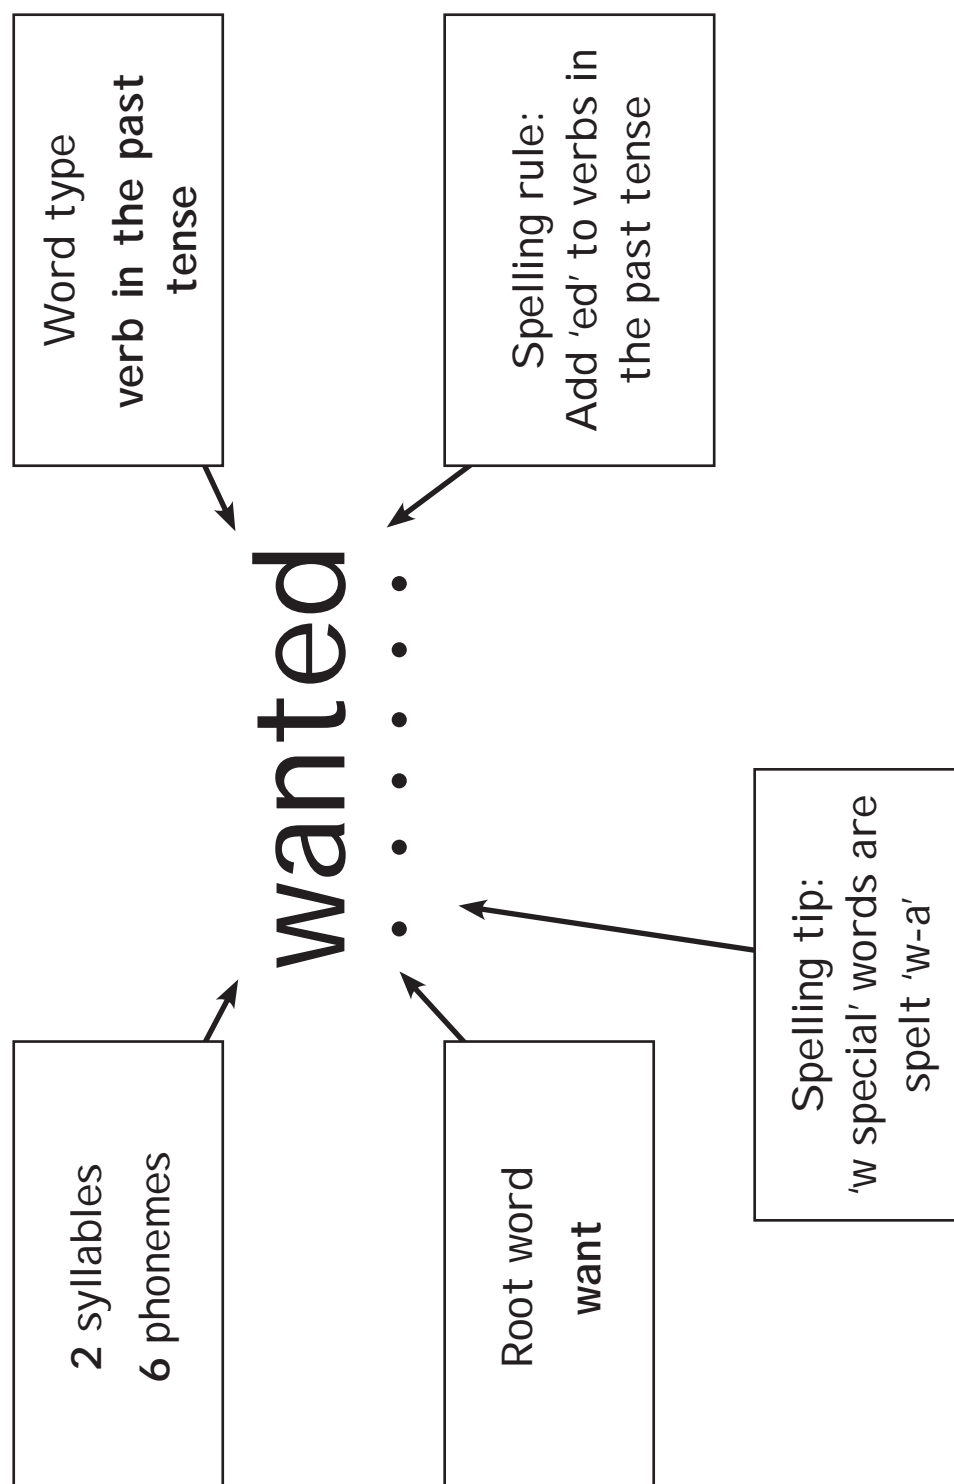 2 syllables
6 phonemes
Word type
verb in the past
tense
wanted
Root word
want
Spelling rule:
Add ‘ed’ to verbs in
the past tense
Spelling tip:
‘w special’ words are
spelt ‘w-a’